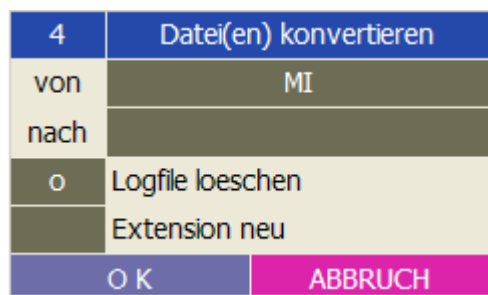 4 Datei(en) konvertieren
von MI
nach
o Logfile loeschen
Extension neu
O K ABBRUCH